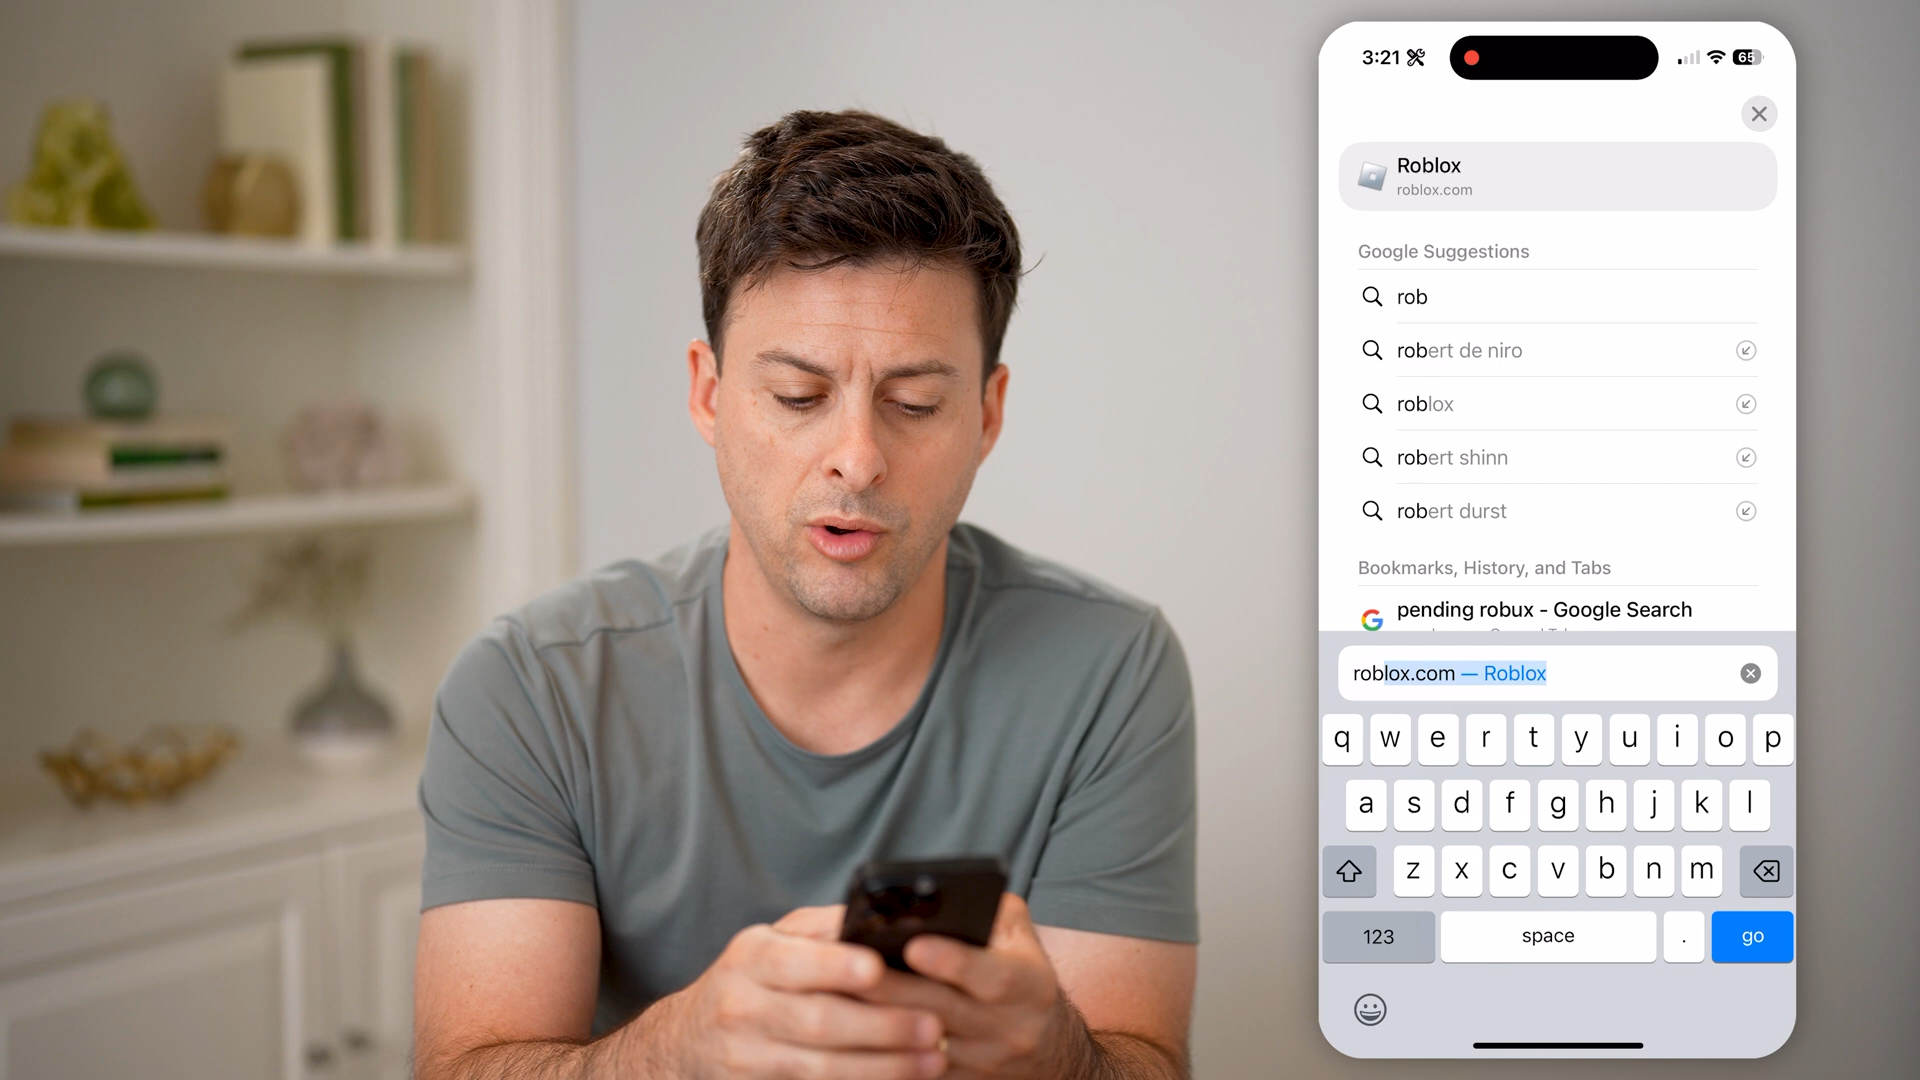 3:21
65
Roblox
roblox.com
Google Suggestions
rob
robert de niro
roblox
robert shinn
robert durst
Bookmarks, History, and Tabs
pending robux - Google Search
roblox.com — Roblox
q w e r t y u i o p
a s d f g h j k l
z x c v b n m
123 space . go